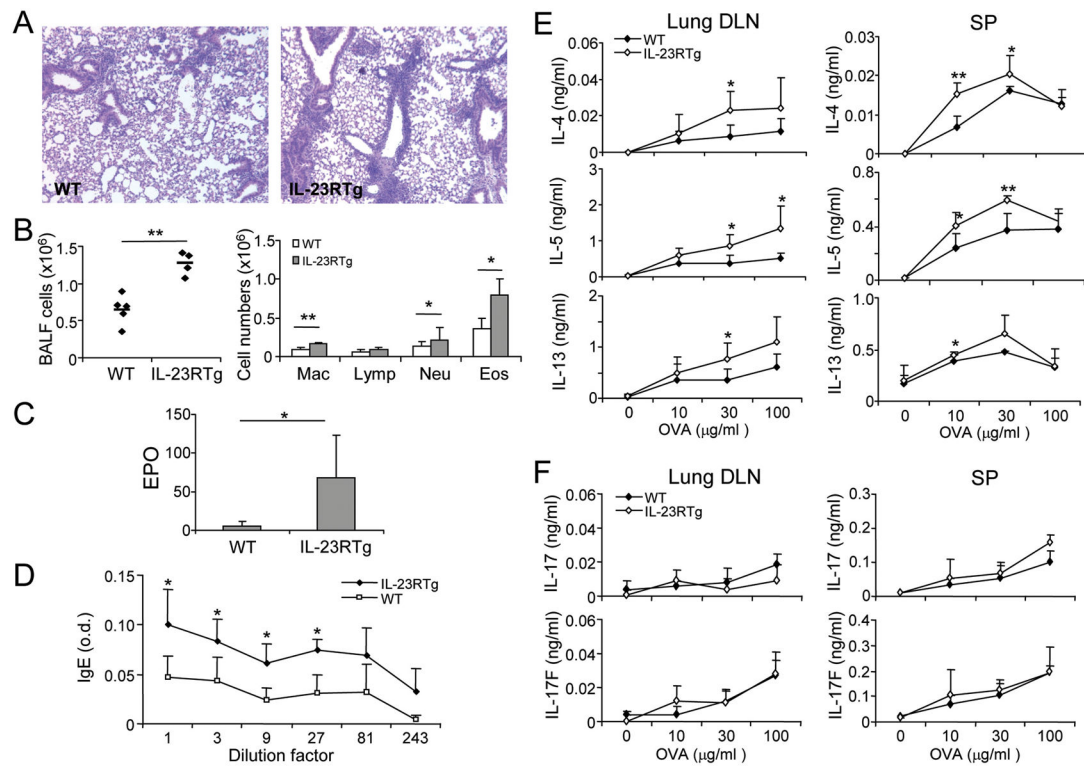 A
WT
IL-23RTg
B
BALF cells (x10⁶)
1.5
1.0
0.5
0
**
WT IL-23RTg
Cell numbers (x10⁶)
1.5
1.0
0.5
0
WT
IL-23RTg
** * *
Mac Lymp Neu Eos
C
EPO
150
100
50
0
*
WT IL-23RTg
D
IgE (o.d.)
0.15
0.10
0.05
0
IL-23RTg
WT
* * * *
1 3 9 27 81 243
Dilution factor
E
Lung DLN
WT
IL-23RTg
IL-4 (ng/ml)
0.06
0.04
0.02
0
*
IL-5 (ng/ml)
3
2
1
0
* *
IL-13 (ng/ml)
2
1.5
1
0.5
0
*
0 10 30 100
OVA (μg/ml )
SP
IL-4 (ng/ml)
0.03
0.02
0.01
0
** *
IL-5 (ng/ml)
0.8
0.4
0
* **
IL-13 (ng/ml)
1.0
0.5
0
*
0 10 30 100
OVA (μg/ml )
F
Lung DLN
WT
IL-23RTg
IL-17 (ng/ml)
0.06
0.04
0.02
0
IL-17F (ng/ml)
0.06
0.04
0.02
0
0 10 30 100
OVA (μg/ml )
SP
IL-17 (ng/ml)
0.3
0.2
0.1
0
IL-17F (ng/ml)
0.4
0.2
0
0 10 30 100
OVA (μg/ml )